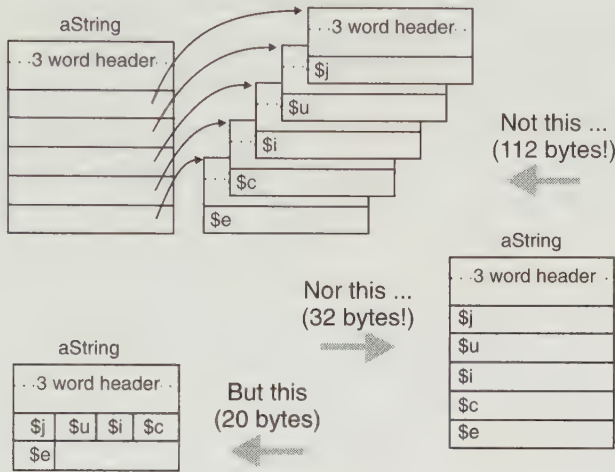 aString
3 word header
3 word header
$j
$u
$i
$c
$e
Not this ...
(112 bytes!)
aString
3 word header
$j
$u
$i
$c
$e
Nor this ...
(32 bytes!)
aString
3 word header
$j $u $i $c
$e
But this
(20 bytes)